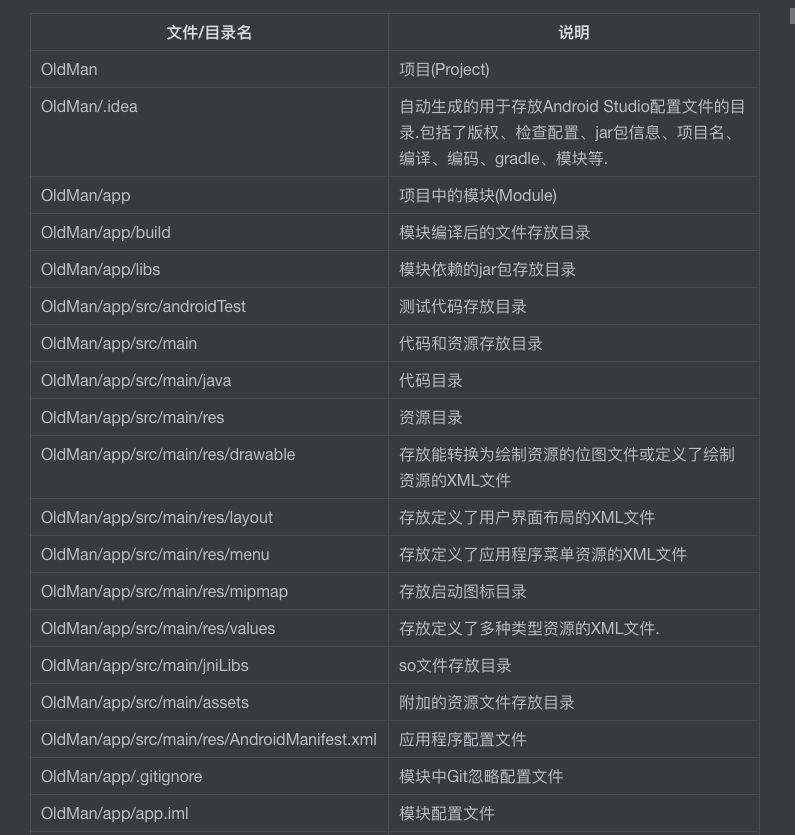 文件/目录名 说明
OldMan 项目(Project)
OldMan/.idea 自动生成的用于存放Android Studio配置文件的目
录.包括了版权、检查配置、jar包信息、项目名、
编译、编码、gradle、模块等.
OldMan/app 项目中的模块(Module)
OldMan/app/build 模块编译后的文件存放目录
OldMan/app/libs 模块依赖的jar包存放目录
OldMan/app/src/androidTest 测试代码存放目录
OldMan/app/src/main 代码和资源存放目录
OldMan/app/src/main/java 代码目录
OldMan/app/src/main/res 资源目录
OldMan/app/src/main/res/drawable 存放能转换为绘制资源的位图文件或定义了绘制
资源的XML文件
OldMan/app/src/main/res/layout 存放定义了用户界面布局的XML文件
OldMan/app/src/main/res/menu 存放定义了应用程序菜单资源的XML文件
OldMan/app/src/main/res/mipmap 存放启动图标目录
OldMan/app/src/main/res/values 存放定义了多种类型资源的XML文件.
OldMan/app/src/main/jniLibs so文件存放目录
OldMan/app/src/main/assets 附加的资源文件存放目录
OldMan/app/src/main/res/AndroidManifest.xml 应用程序配置文件
OldMan/app/.gitignore 模块中Git忽略配置文件
OldMan/app/app.iml 模块配置文件